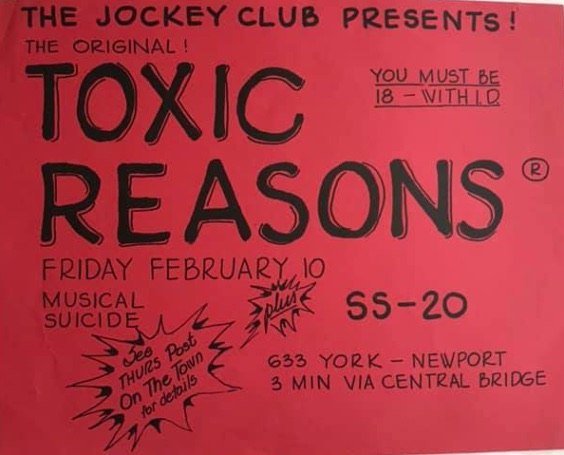 THE JOCKEY CLUB PRESENTS!
THE ORIGINAL!
TOXIC
REASONS ®
YOU MUST BE
18 - WITH I.D.
FRIDAY FEBRUARY 10
MUSICAL
SUICIDE
plus
SS-20
See
THURS Post
On The Town
for details
633 YORK - NEWPORT
3 MIN VIA CENTRAL BRIDGE